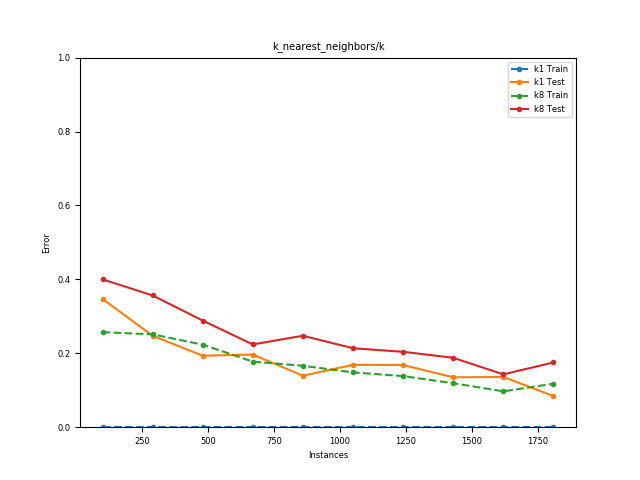 k_nearest_neighbors/k
1.0
0.8
0.6
0.4
0.2
0.0
Error
250
500
750
1000
1250
1500
1750
Instances
k1 Train
k1 Test
k8 Train
k8 Test